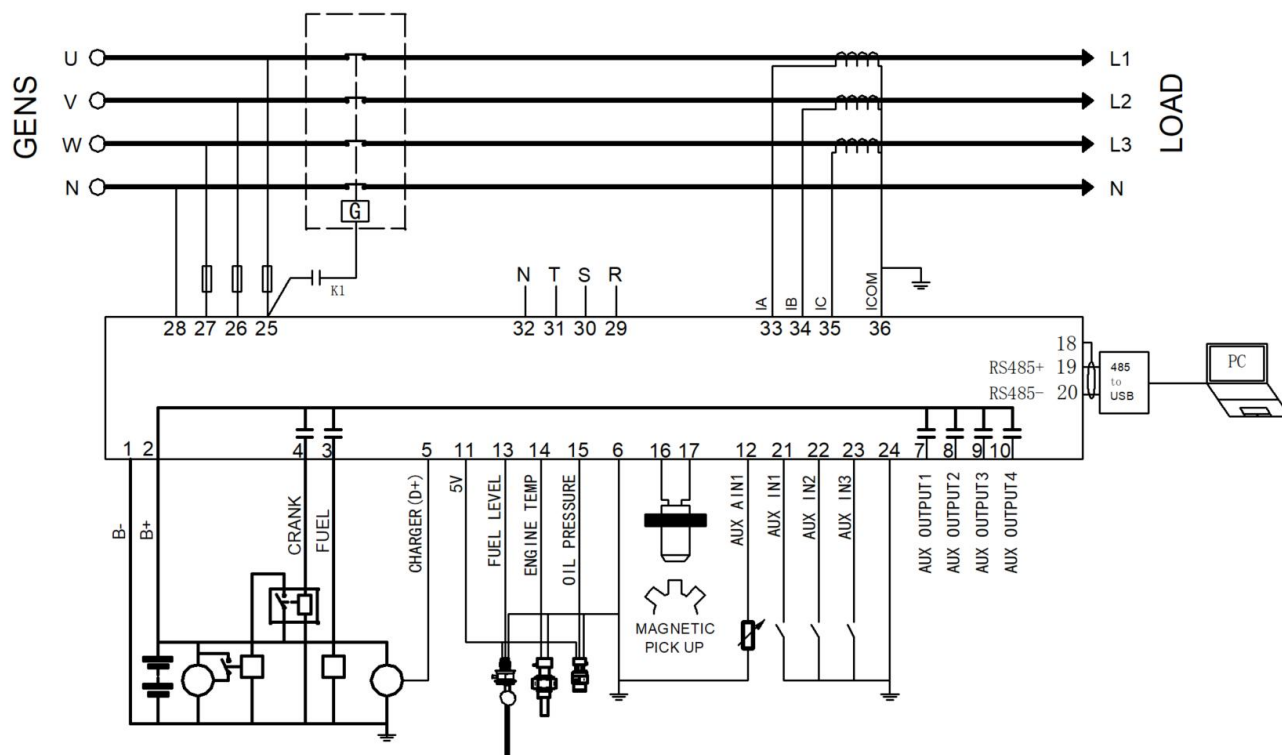 GENS
U
V
W
N
L1
L2
L3
N
LOAD
G
K1
N T S R
IA
IB
IC
ICOM
28 27 26 25 32 31 30 29 33 34 35 36
18
RS485+ 19
RS485- 20
485
to
USB
PC
1 2 4 3 5 11 13 14 15 6 16 17 12 21 22 23 24 7 8 9 10
B-
B+
CRANK
FUEL
CHARGER(D+)
5V
FUEL LEVEL
ENGINE TEMP
OIL PRESSURE
MAGNETIC
PICK UP
AUX AIN1
AUX IN1
AUX IN2
AUX IN3
AUX OUTPUT1
AUX OUTPUT2
AUX OUTPUT3
AUX OUTPUT4